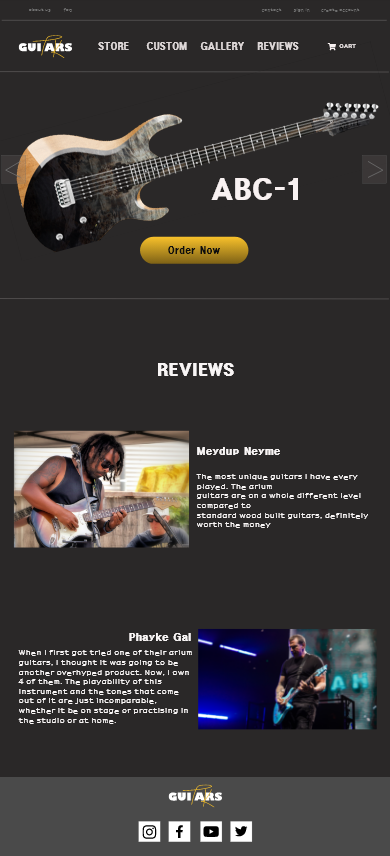 about us faq contact sign in create account
GUITARS STORE CUSTOM GALLERY REVIEWS CART
ABC-1
Order Now
REVIEWS
Meydup Neyme
The most unique guitars I have every
played. The arium
guitars are on a whole different level
compared to
standard wood built guitars, definitely
worth the money
Phayke Gai
When I first got tried one of their arium
guitars, I thought it was going to be
another overhyped product. Now, I own
4 of them. The playability of this
instrument and the tones that come
out of it are just incomparable,
whether it be on stage or practising in
the studio or at home.
GUITARS